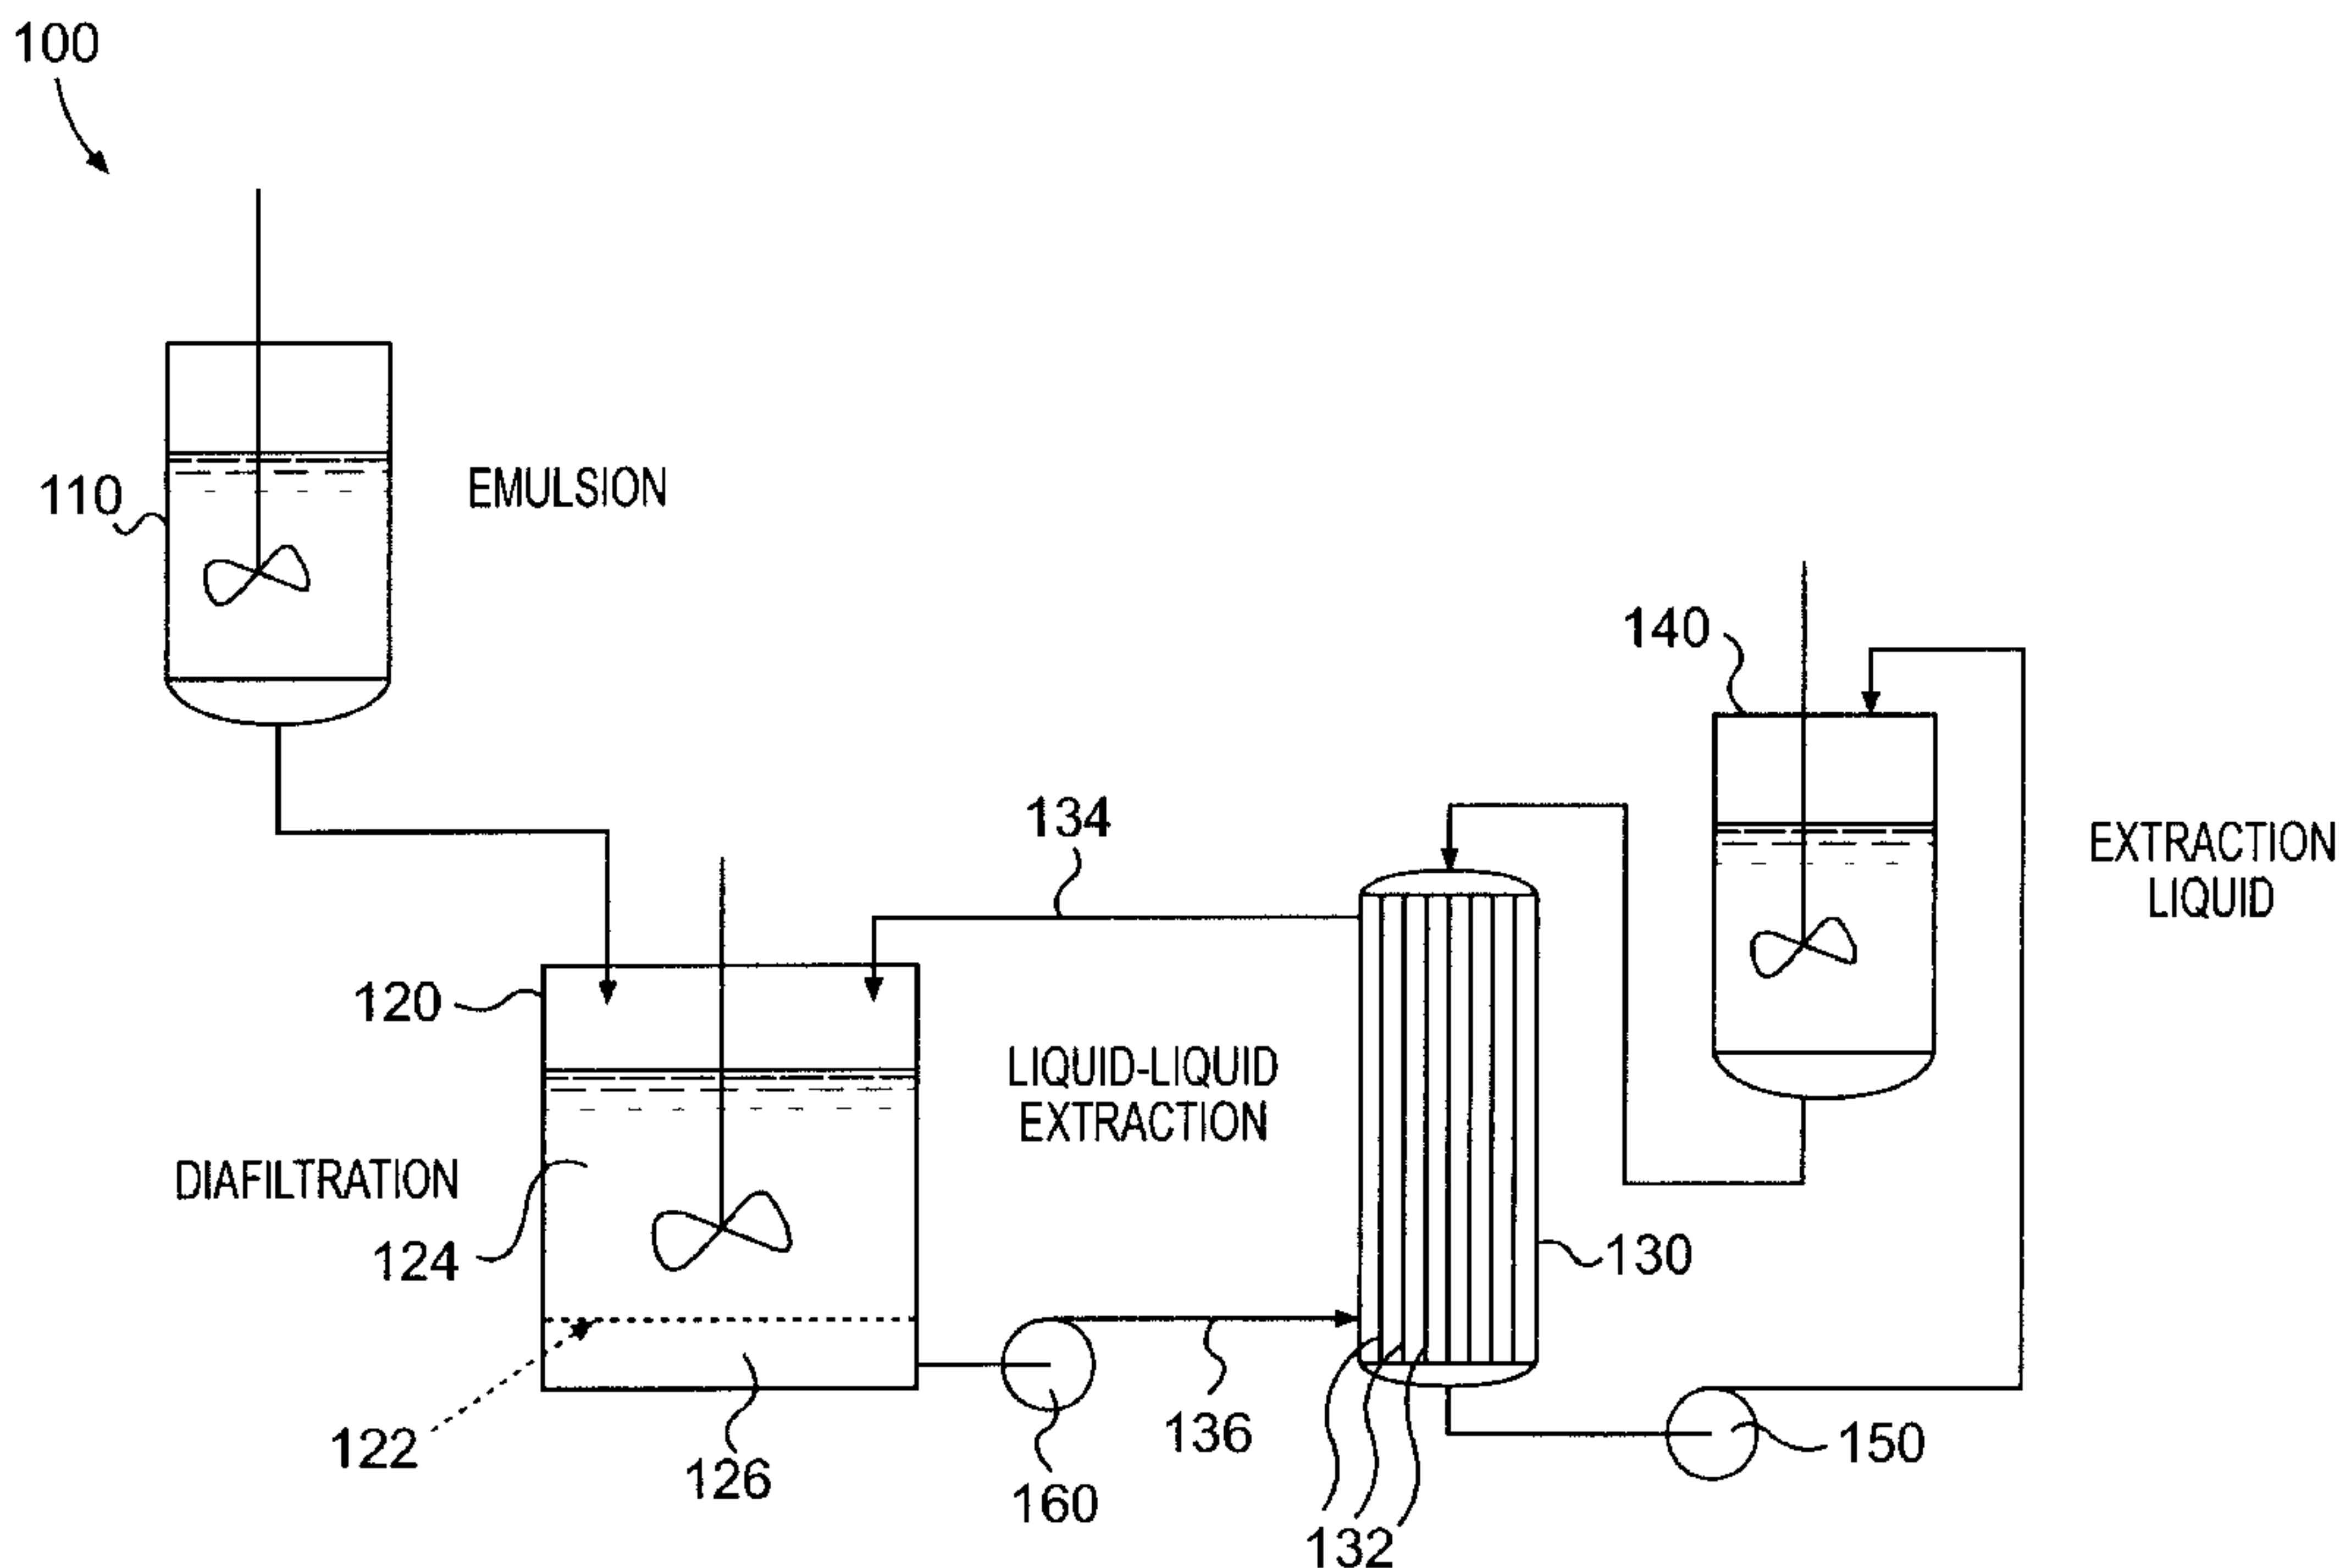 100
110
EMULSION
140
134
EXTRACTION
LIQUID
120
LIQUID-LIQUID
EXTRACTION
DIAFILTRATION
124
130
122
126
160
136
132
150